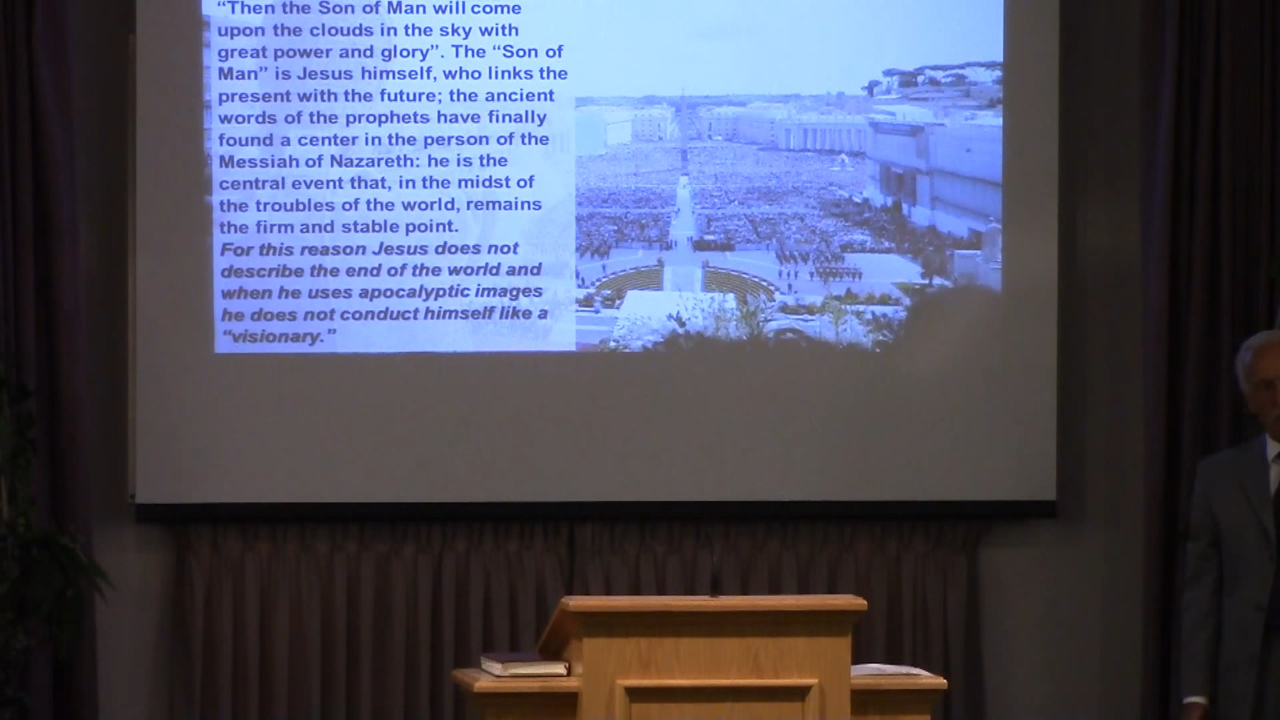 “Then the Son of Man will come
upon the clouds in the sky with
great power and glory”. The “Son of
Man” is Jesus himself, who links the
present with the future; the ancient
words of the prophets have finally
found a center in the person of the
Messiah of Nazareth: he is the
central event that, in the midst of
the troubles of the world, remains
the firm and stable point.
For this reason Jesus does not
describe the end of the world and
when he uses apocalyptic images
he does not conduct himself like a
“visionary.”